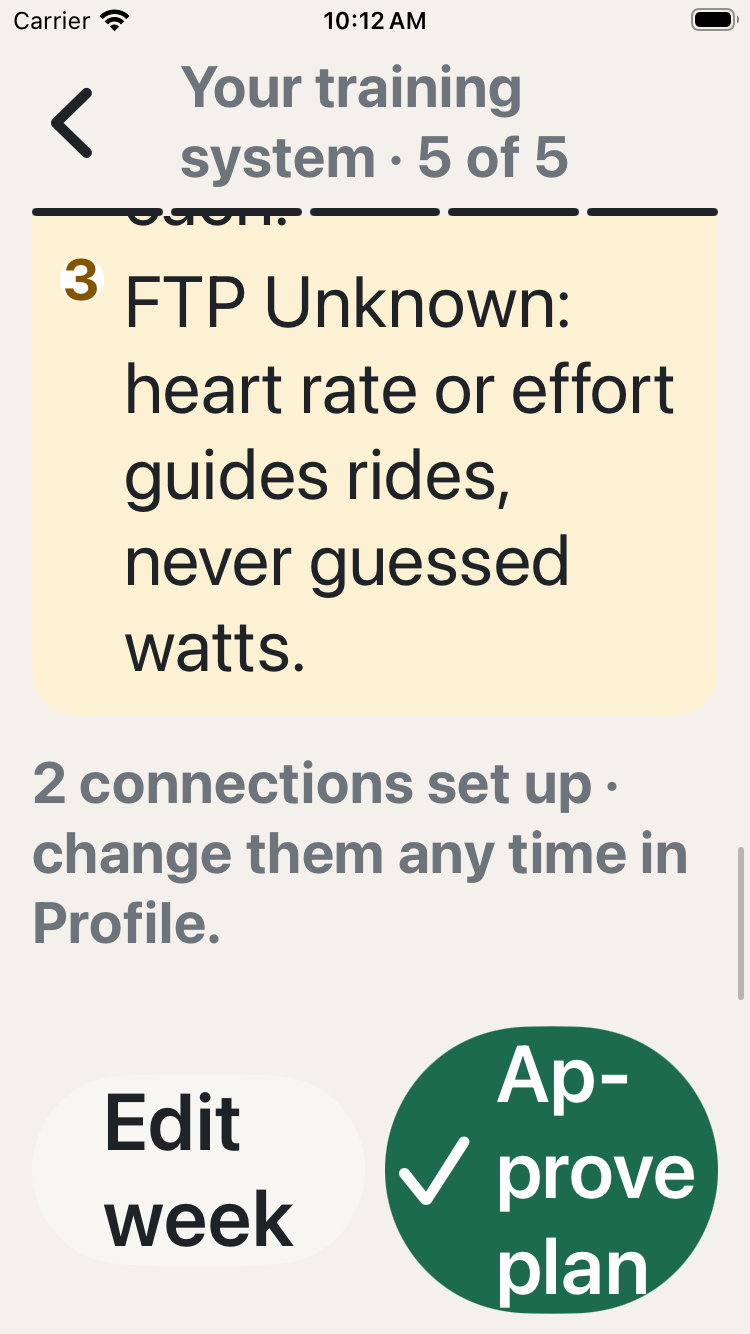 Carrier
10:12 AM
Your training
system · 5 of 5
3
FTP Unknown:
heart rate or effort
guides rides,
never guessed
watts.
2 connections set up ·
change them any time in
Profile.
Edit
week
Ap-
prove
plan